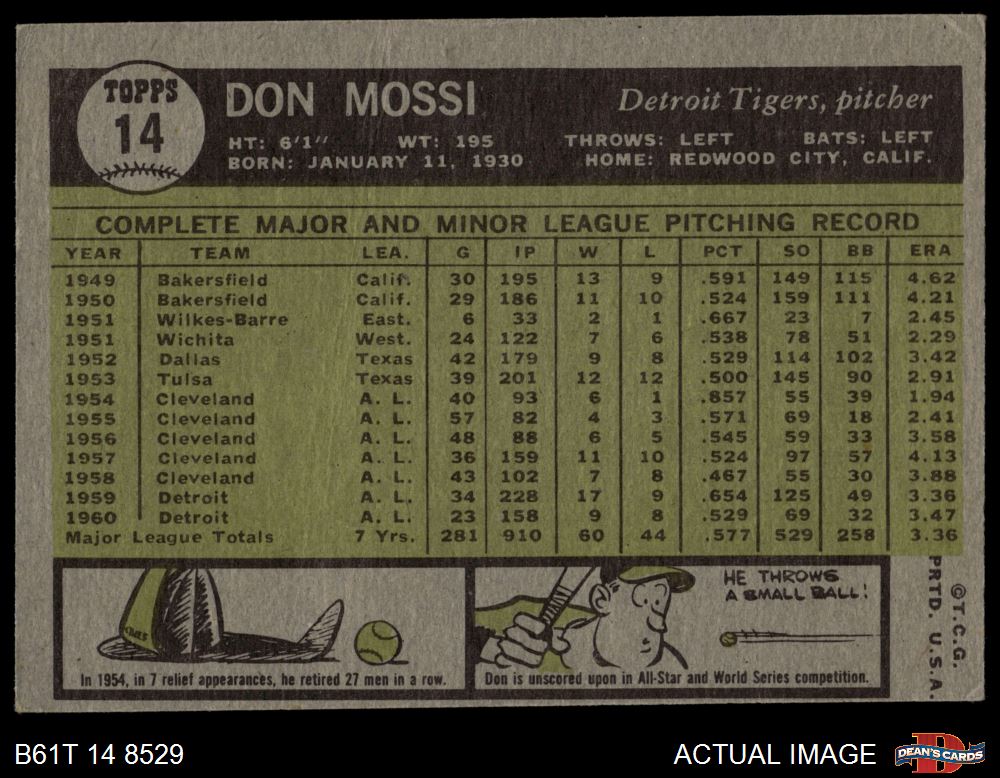 TOPPS
14
DON MOSSI
Detroit Tigers, pitcher
HT: 6'1" WT: 195 THROWS: LEFT BATS: LEFT
BORN: JANUARY 11, 1930 HOME: REDWOOD CITY, CALIF.
COMPLETE MAJOR AND MINOR LEAGUE PITCHING RECORD
YEAR TEAM LEA. G IP W L PCT SO BB ERA
1949 Bakersfield Calif. 30 195 13 9 .591 149 115 4.62
1950 Bakersfield Calif. 29 186 11 10 .524 159 111 4.21
1951 Wilkes-Barre East. 6 33 2 1 .667 23 7 2.45
1951 Wichita West. 24 122 7 6 .538 78 51 2.29
1952 Dallas Texas 42 179 9 8 .529 114 102 3.42
1953 Tulsa Texas 39 201 12 12 .500 145 90 2.91
1954 Cleveland A. L. 40 93 6 1 .857 55 39 1.94
1955 Cleveland A. L. 57 82 4 3 .571 69 18 2.41
1956 Cleveland A. L. 48 88 6 5 .545 59 33 3.58
1957 Cleveland A. L. 36 159 11 10 .524 97 57 4.13
1958 Cleveland A. L. 43 102 7 8 .467 55 30 3.88
1959 Detroit A. L. 34 228 17 9 .654 125 49 3.36
1960 Detroit A. L. 23 158 9 8 .529 69 32 3.47
Major League Totals 7 Yrs. 281 910 60 44 .577 529 258 3.36
In 1954, in 7 relief appearances, he retired 27 men in a row.
HE THROWS
A SMALL BALL!
Don is unscored upon in All-Star and World Series competition.
©T.C.G.
PRTD. U.S.A.
B61T 14 8529
ACTUAL IMAGE
DEAN'S CARDS